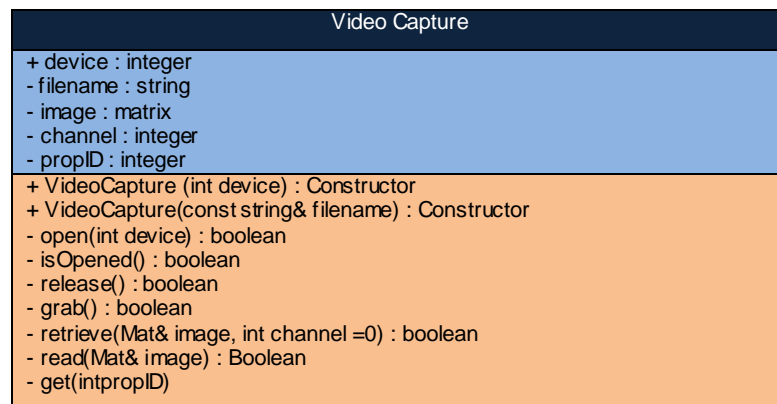 Video Capture
+ device : integer
- filename : string
- image : matrix
- channel : integer
- propID : integer
+ VideoCapture (int device) : Constructor
+ VideoCapture(const string& filename) : Constructor
- open(int device) : boolean
- isOpened() : boolean
- release() : boolean
- grab() : boolean
- retrieve(Mat& image, int channel =0) : boolean
- read(Mat& image) : Boolean
- get(intpropID)